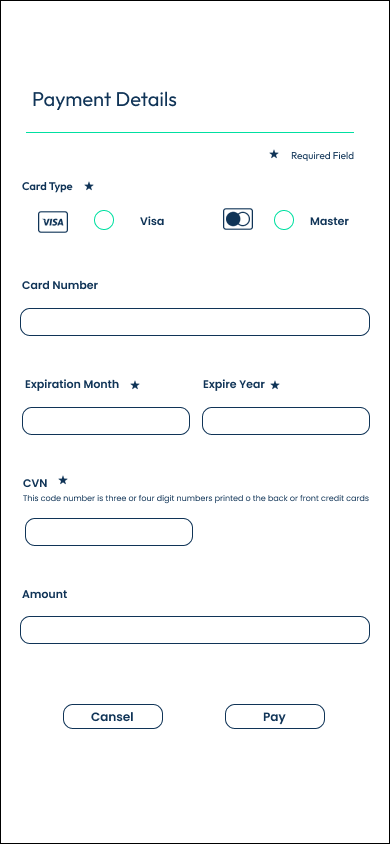 Payment Details
★ Required Field
Card Type ★
VISA Visa Master
Card Number
Expiration Month ★ Expire Year ★
CVN ★
This code number is three or four digit numbers printed o the back or front credit cards
Amount
Cansel Pay